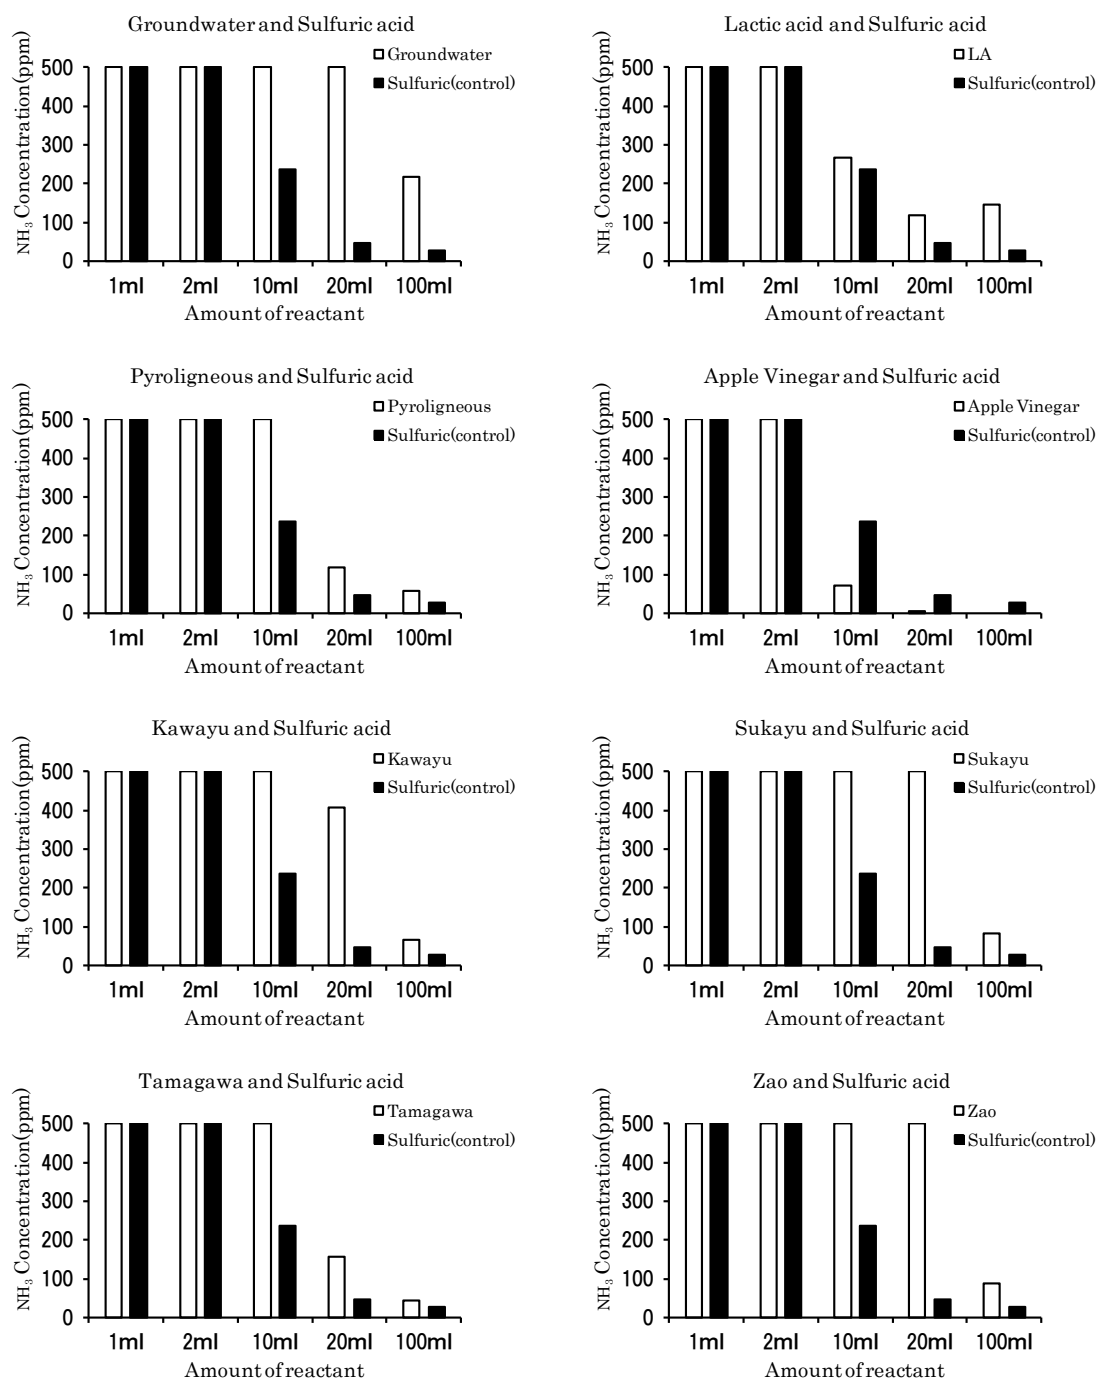 Groundwater and Sulfuric acid
NH₃ Concentration(ppm)
Groundwater
Sulfuric(control)
500
400
300
200
100
0
1ml 2ml 10ml 20ml 100ml
Amount of reactant
Lactic acid and Sulfuric acid
NH₃ Concentration(ppm)
LA
Sulfuric(control)
500
400
300
200
100
0
1ml 2ml 10ml 20ml 100ml
Amount of reactant
Pyroligneous and Sulfuric acid
NH₃ Concentration(ppm)
Pyroligneous
Sulfuric(control)
500
400
300
200
100
0
1ml 2ml 10ml 20ml 100ml
Amount of reactant
Apple Vinegar and Sulfuric acid
NH₃ Concentration(ppm)
Apple Vinegar
Sulfuric(control)
500
400
300
200
100
0
1ml 2ml 10ml 20ml 100ml
Amount of reactant
Kawayu and Sulfuric acid
NH₃ Concentration(ppm)
Kawayu
Sulfuric(control)
500
400
300
200
100
0
1ml 2ml 10ml 20ml 100ml
Amount of reactant
Sukayu and Sulfuric acid
NH₃ Concentration(ppm)
Sukayu
Sulfuric(control)
500
400
300
200
100
0
1ml 2ml 10ml 20ml 100ml
Amount of reactant
Tamagawa and Sulfuric acid
NH₃ Concentration(ppm)
Tamagawa
Sulfuric(control)
500
400
300
200
100
0
1ml 2ml 10ml 20ml 100ml
Amount of reactant
Zao and Sulfuric acid
NH₃ Concentration(ppm)
Zao
Sulfuric(control)
500
400
300
200
100
0
1ml 2ml 10ml 20ml 100ml
Amount of reactant